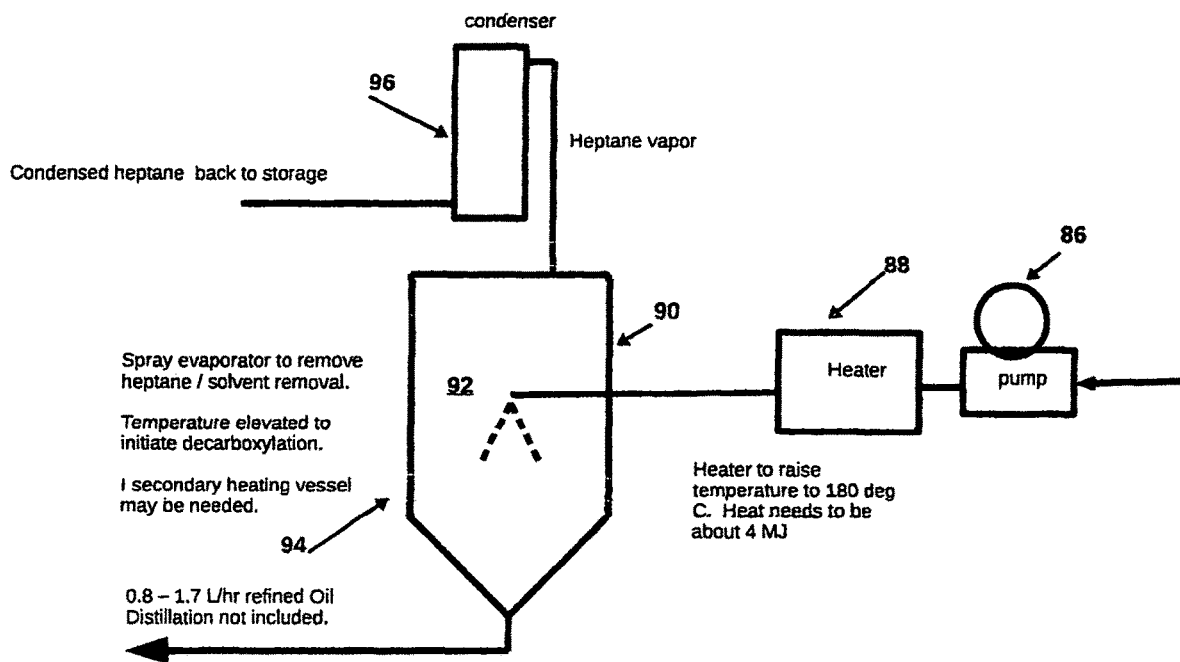 condenser
96
Heptane vapor
Condensed heptane back to storage
86
88
90
Spray evaporator to remove
heptane / solvent removal.
92
Heater
pump
Temperature elevated to
initiate decarboxylation.
I secondary heating vessel
may be needed.
Heater to raise
temperature to 180 deg
C. Heat needs to be
about 4 MJ
94
0.8 – 1.7 L/hr refined Oil
Distillation not included.